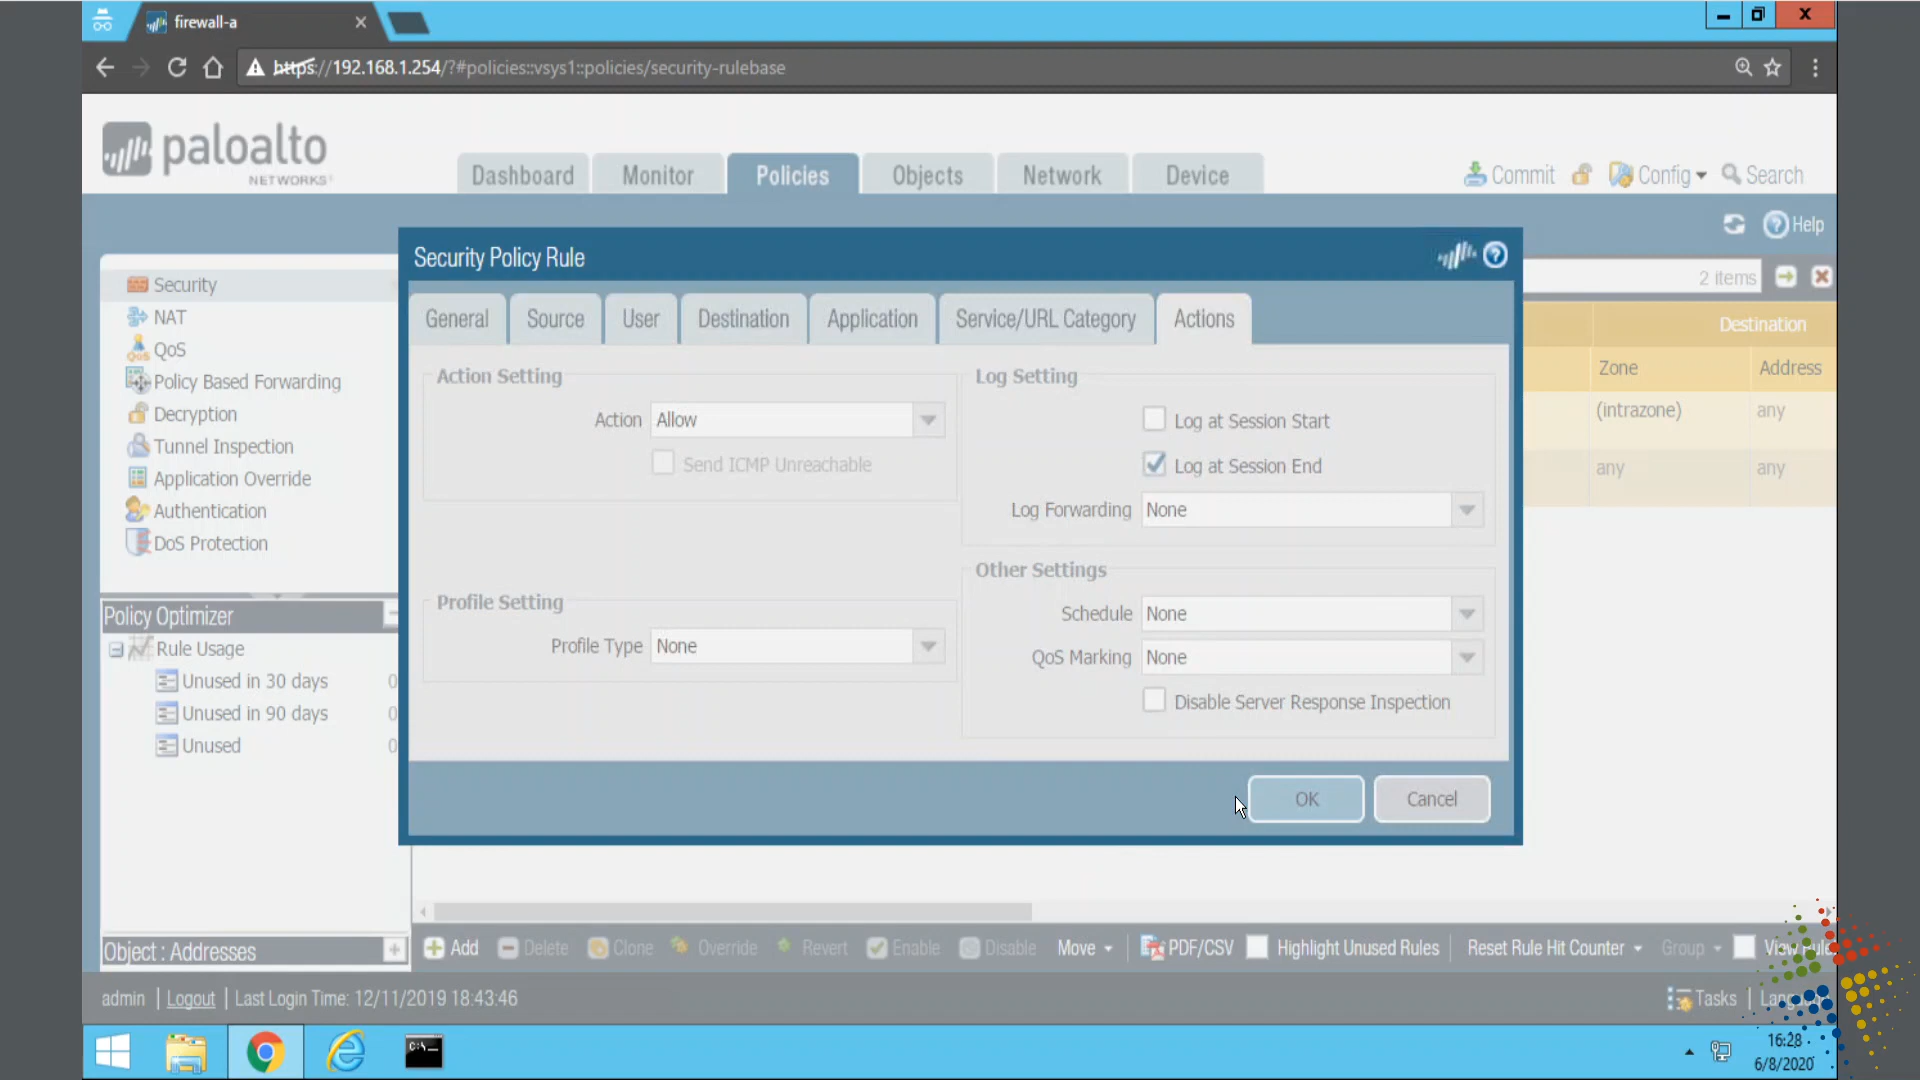 firewall-a
https://192.168.1.254/?#policies::vsys1::policies/security-rulebase
paloalto
NETWORKS
Dashboard
Monitor
Policies
Objects
Network
Device
Commit
Config
Search
Help
Security Policy Rule
2 items
General
Source
User
Destination
Application
Service/URL Category
Actions
Security
NAT
QoS
Policy Based Forwarding
Decryption
Tunnel Inspection
Application Override
Authentication
DoS Protection
Destination
Zone
Address
(intrazone)
any
any
any
Action Setting
Action
Allow
Send ICMP Unreachable
Log Setting
Log at Session Start
Log at Session End
Log Forwarding
None
Profile Setting
Profile Type
None
Other Settings
Schedule
None
QoS Marking
None
Disable Server Response Inspection
OK
Cancel
Policy Optimizer
Rule Usage
Unused in 30 days 0
Unused in 90 days 0
Unused 0
Object : Addresses
Add
Delete
Clone
Override
Revert
Enable
Disable
Move
PDF/CSV
Highlight Unused Rules
Reset Rule Hit Counter
Group
View
admin | Logout | Last Login Time: 12/11/2019 18:43:46
Tasks
16:28
6/8/2020